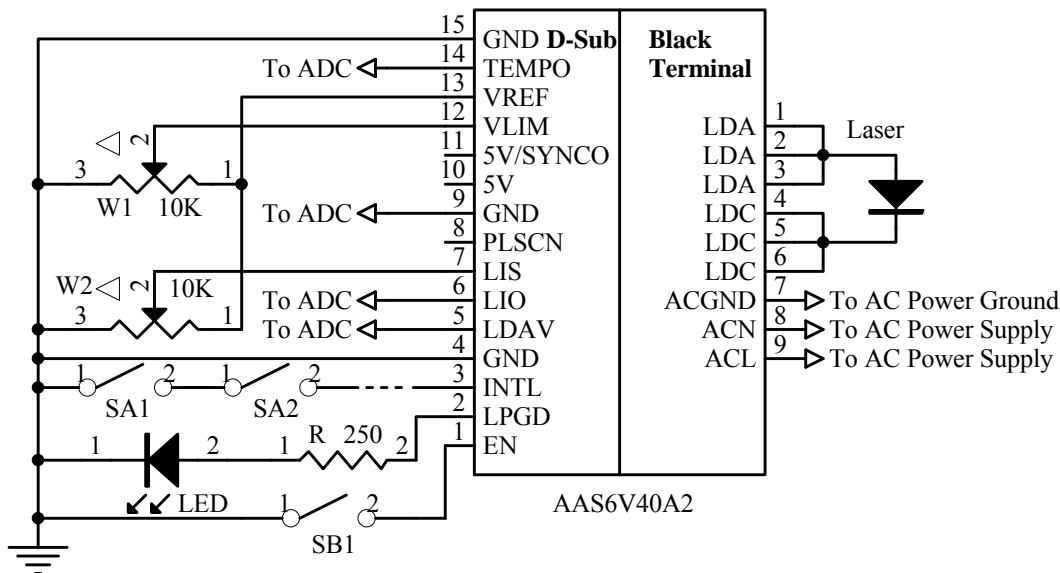 15 GND D-Sub Black
Terminal
To ADC 14 TEMPO
13 VREF
12 VLIM
11 5V/SYNCO
10 5V
To ADC 9 GND
8 PLSCN
7 LIS
To ADC 6 LIO
To ADC 5 LDAV
4 GND
3 INTL
2 LPGD
1 EN
2
3 1
W1 10K
W2 2 10K
3 1
1 2 1 2
SA1 SA2
1 2 1 R 250 2
LED
1 2
SB1
LDA 1 Laser
LDA 2
LDA 3
LDC 4
LDC 5
LDC 6
ACGND 7 To AC Power Ground
ACN 8 To AC Power Supply
ACL 9 To AC Power Supply
AAS6V40A2